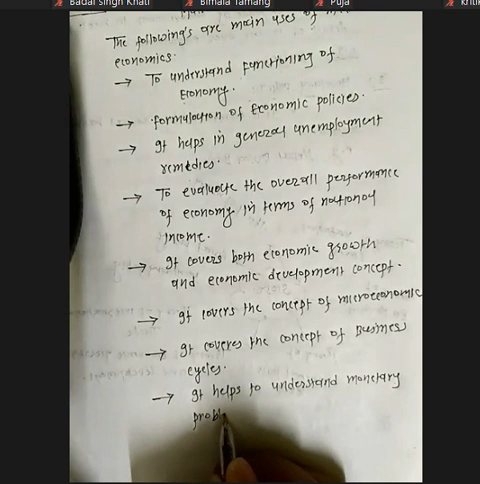 Badal Singh Khati
Bimala Tamang
Puja
The following's are main uses of
economics.
→ To understand functioning of
Economy.
→ formulation of Economic policies.
→ It helps in general unemployment
remedies.
→ To evaluate the overall performance
of economy in terms of national
income.
→ It covers both economic growth
and economic development concept.
→ It covers the concept of microeconomic
→ It coveres the concept of Business
cycles.
→ It helps to understand monetary
probl